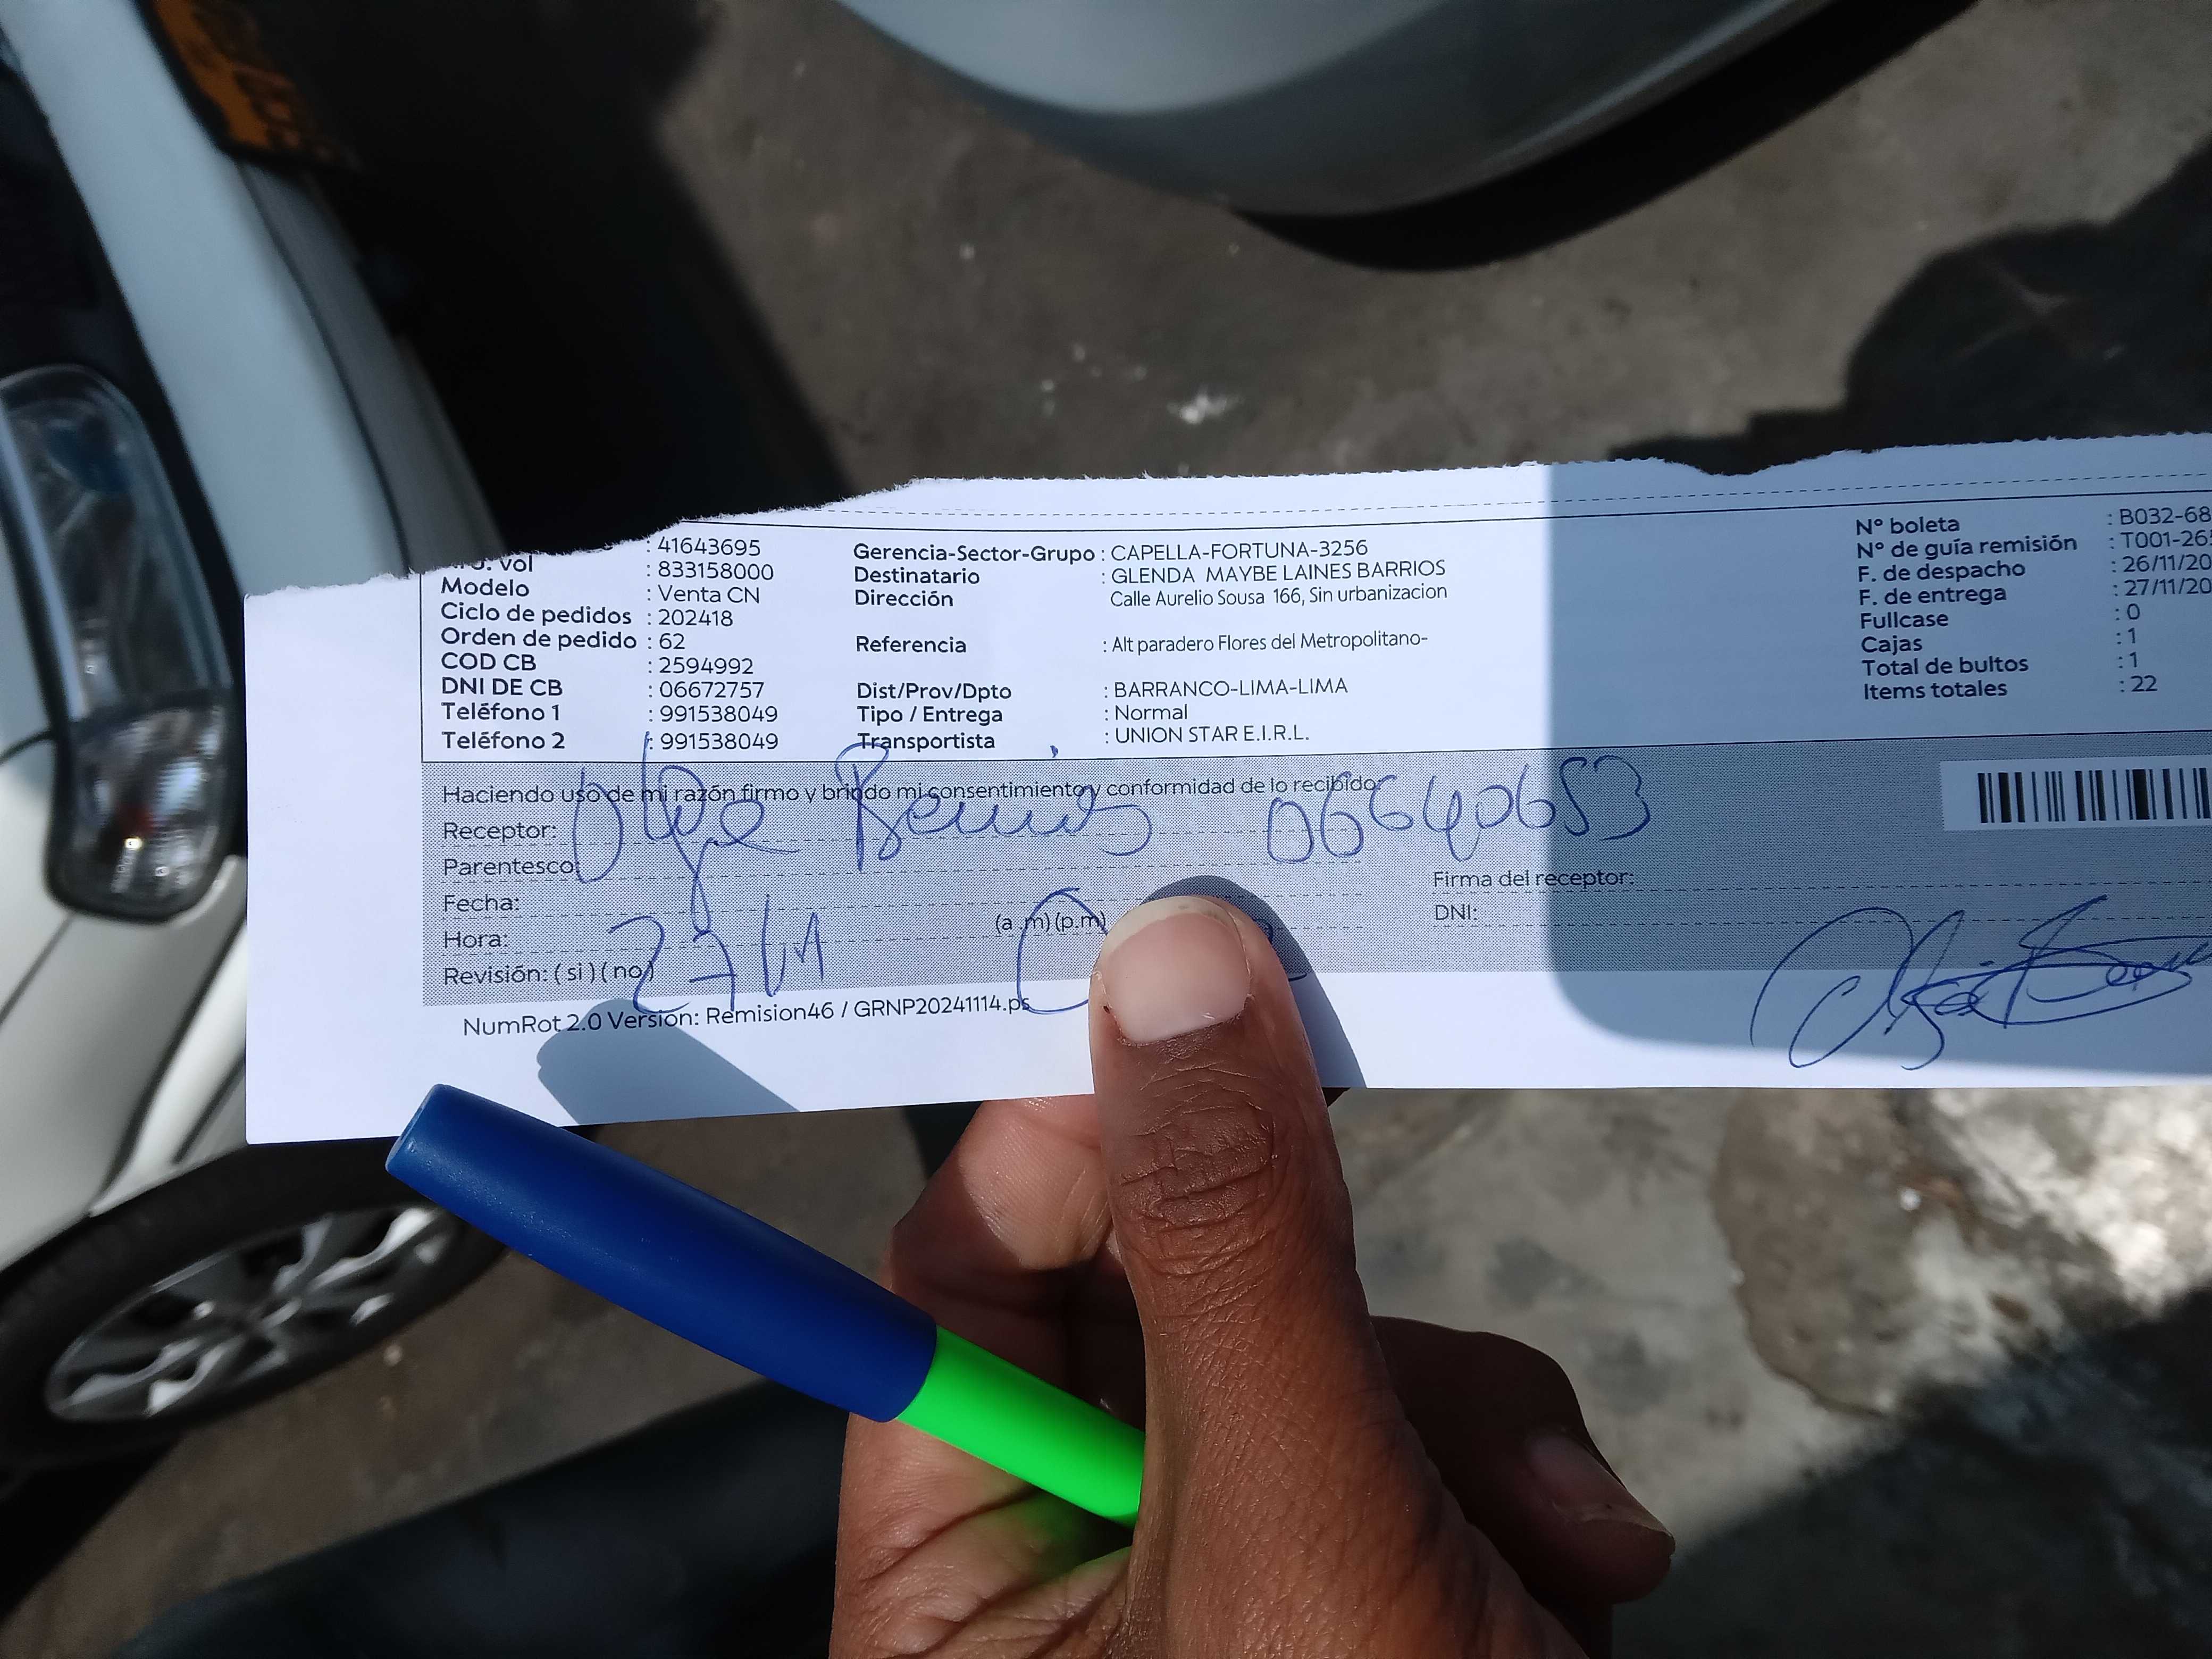 : 41643695
vol : 833158000
Modelo : Venta CN
Ciclo de pedidos : 202418
Orden de pedido : 62
COD CB : 2594992
DNI DE CB : 06672757
Teléfono 1 : 991538049
Teléfono 2 : 991538049
Gerencia-Sector-Grupo : CAPELLA-FORTUNA-3256
Destinatario : GLENDA MAYBE LAINES BARRIOS
Dirección Calle Aurelio Sousa 166, Sin urbanizacion
Referencia : Alt paradero Flores del Metropolitano-
Dist/Prov/Dpto : BARRANCO-LIMA-LIMA
Tipo / Entrega : Normal
Transportista : UNION STAR E.I.R.L.
N° boleta : B032-68
N° de guía remisión : T001-26
F. de despacho : 26/11/20
F. de entrega : 27/11/20
Fullcase : 0
Cajas : 1
Total de bultos : 1
Items totales : 22
Haciendo uso de mi razón firmo y brindo mi consentimiento y conformidad de lo recibido.
Receptor: Olga 06640653
Parentesco:
Fecha:
Hora: (a.m) (p.m)
Revisión: ( si ) ( no ) 27/11
Firma del receptor:
DNI:
NumRot 2.0 Version: Remision46 / GRNP20241114.ps